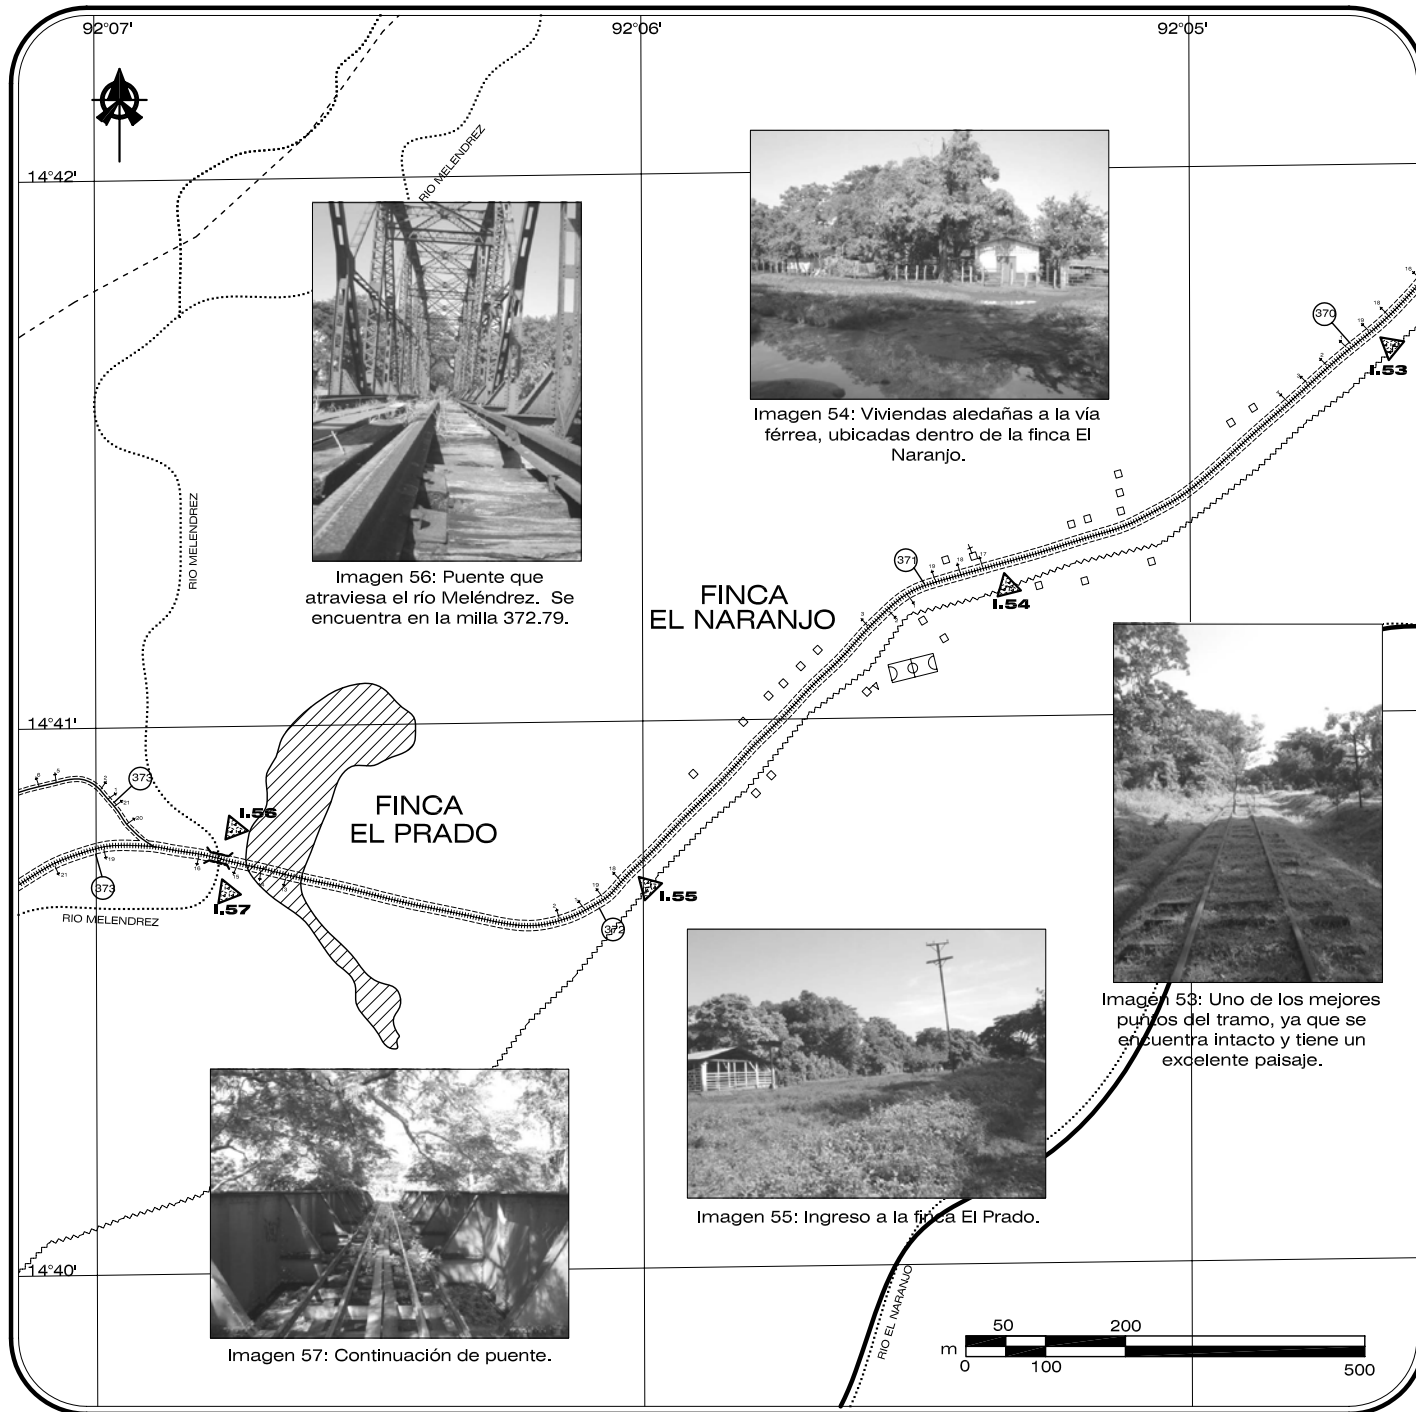 92°07'
92°06'
92°05'
14°42'
RIO MELENDREZ
370
I.53
Imagen 54: Viviendas aledañas a la vía
férrea, ubicadas dentro de la finca El
Naranjo.
RIO MELENDREZ
371
I.54
Imagen 56: Puente que
atraviesa el río Meléndrez. Se
encuentra en la milla 372.79.
FINCA
EL NARANJO
14°41'
373
I.56
FINCA
EL PRADO
373
I.57
RIO MELENDREZ
372
I.55
Imagen 53: Uno de los mejores
puntos del tramo, ya que se
encuentra intacto y tiene un
excelente paisaje.
Imagen 55: Ingreso a la finca El Prado.
14°40'
RIO EL NARANJO
Imagen 57: Continuación de puente.
50 200
m
0 100 500